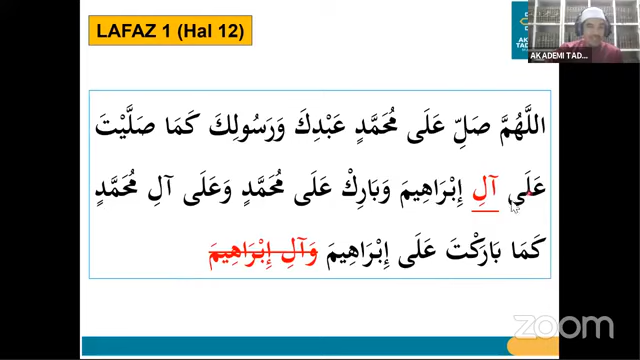 LAFAZ 1 (Hal 12)
اللَّهُمَّ صَلِّ عَلَى مُحَمَّدٍ عَبْدِكَ وَرَسُولِكَ كَمَا صَلَّيْتَ
عَلَى آلِ إِبْرَاهِيمَ وَبَارِكْ عَلَى مُحَمَّدٍ وَعَلَى آلِ مُحَمَّدٍ
كَمَا بَارَكْتَ عَلَى إِبْرَاهِيمَ وَآلِ إِبْرَاهِيمَ
AKADEMI TAD...
zoom